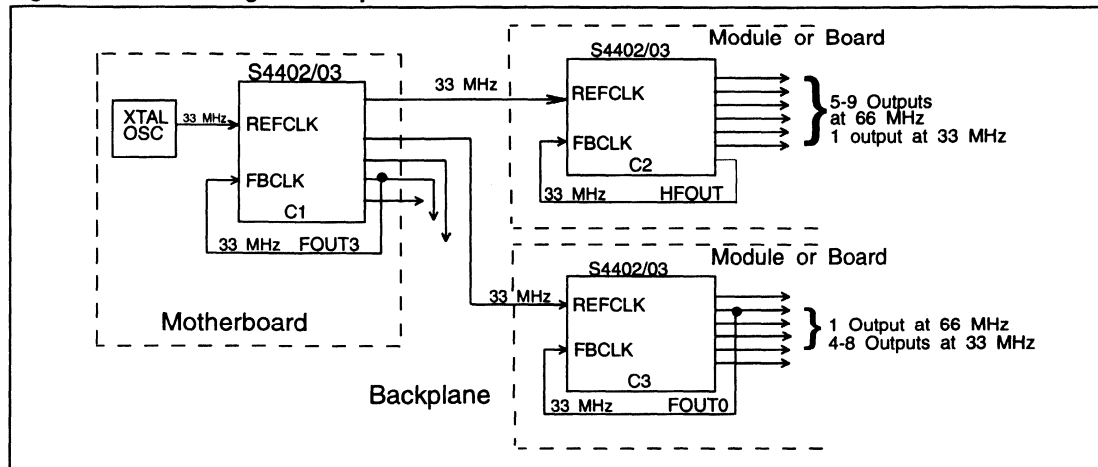 Module or Board
S4402/03
33 MHz
REFCLK
FBCLK
C2
33 MHz
HFOUT
5-9 Outputs
at 66 MHz
1 output at 33 MHz
S4402/03
XTAL
OSC
33 MHz
REFCLK
FBCLK
C1
33 MHz FOUT3
Motherboard
Module or Board
S4402/03
33 MHz
REFCLK
FBCLK
C3
33 MHz
FOUT0
1 Output at 66 MHz
4-8 Outputs at 33 MHz
Backplane